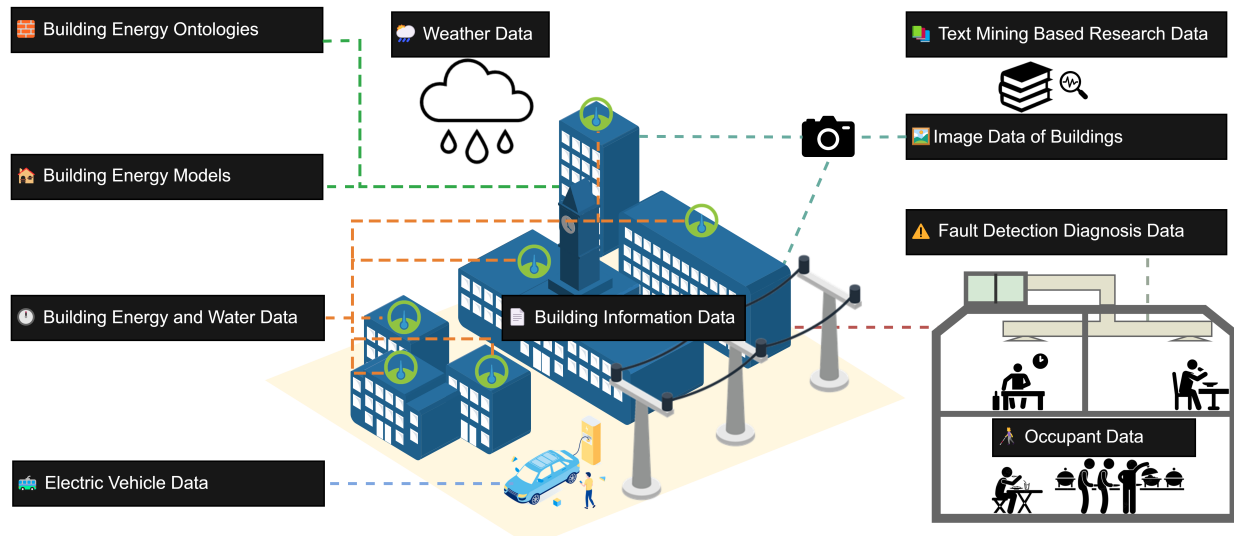 Building Energy Ontologies
Weather Data
Text Mining Based Research Data
Image Data of Buildings
Building Energy Models
Fault Detection Diagnosis Data
Building Energy and Water Data
Building Information Data
Occupant Data
Electric Vehicle Data